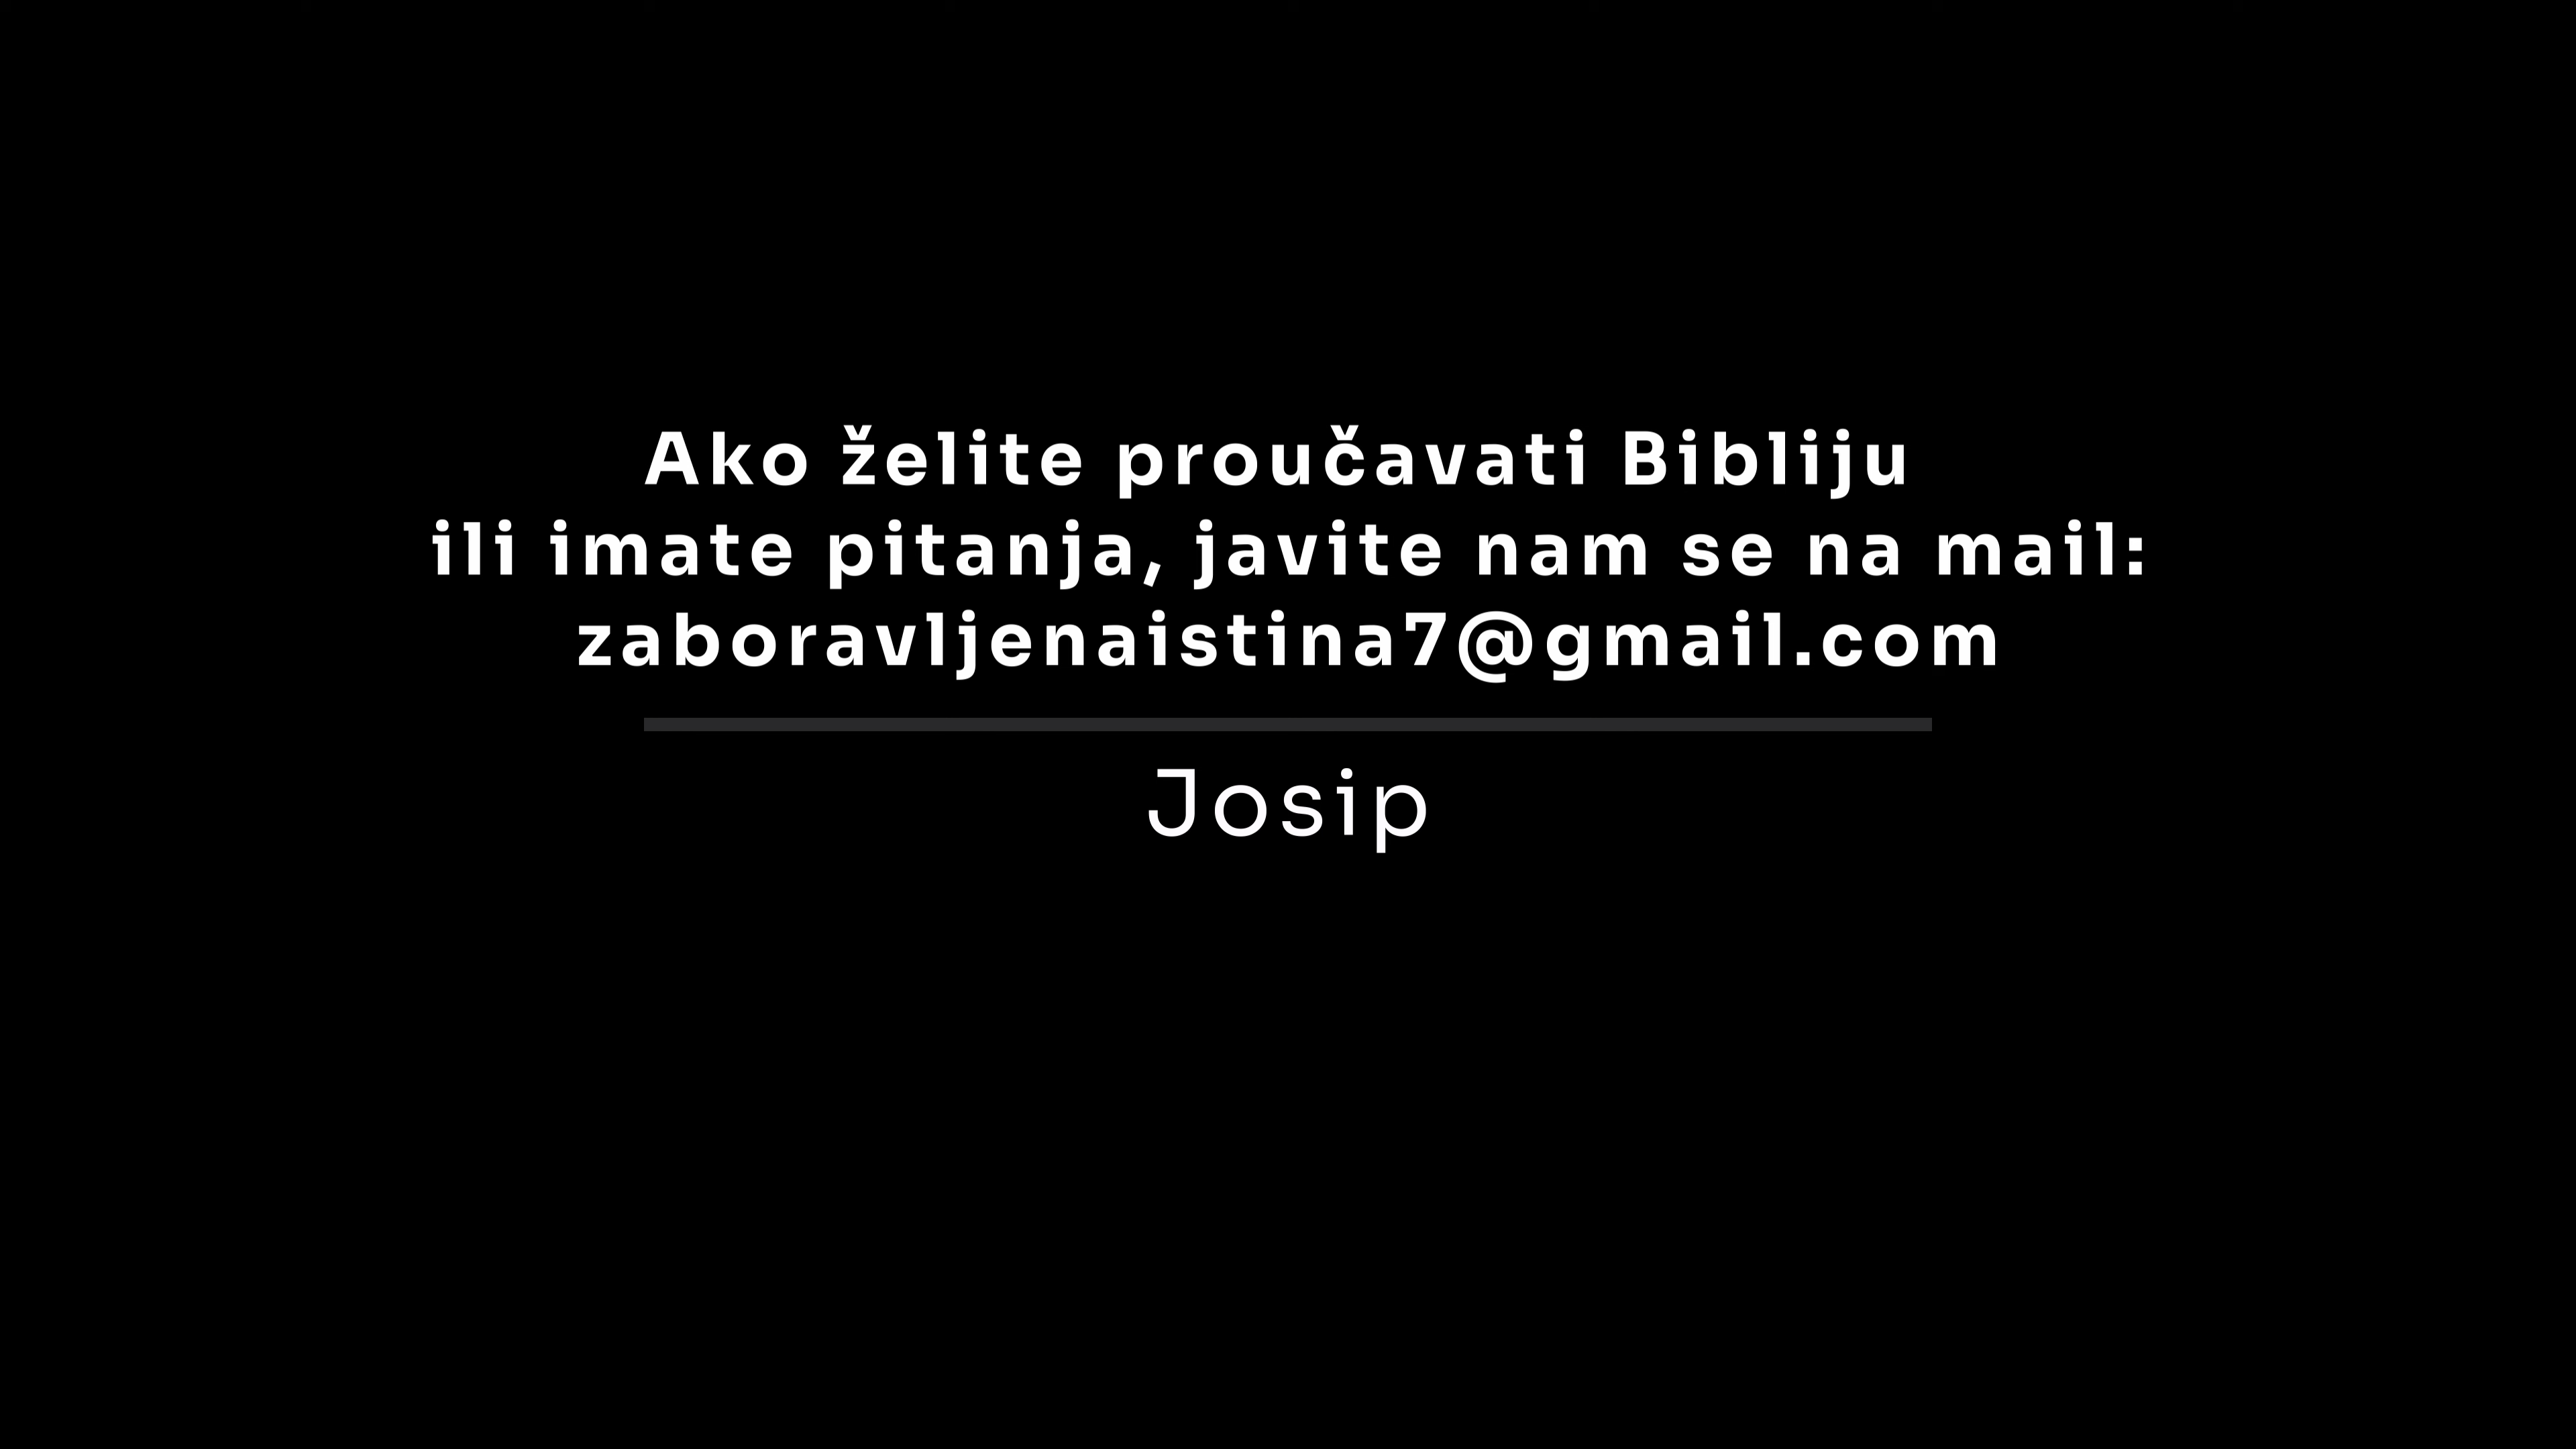 Ako želite proučavati Bibliju
ili imate pitanja, javite nam se na mail:
zaboravljenaistina7@gmail.com
Josip